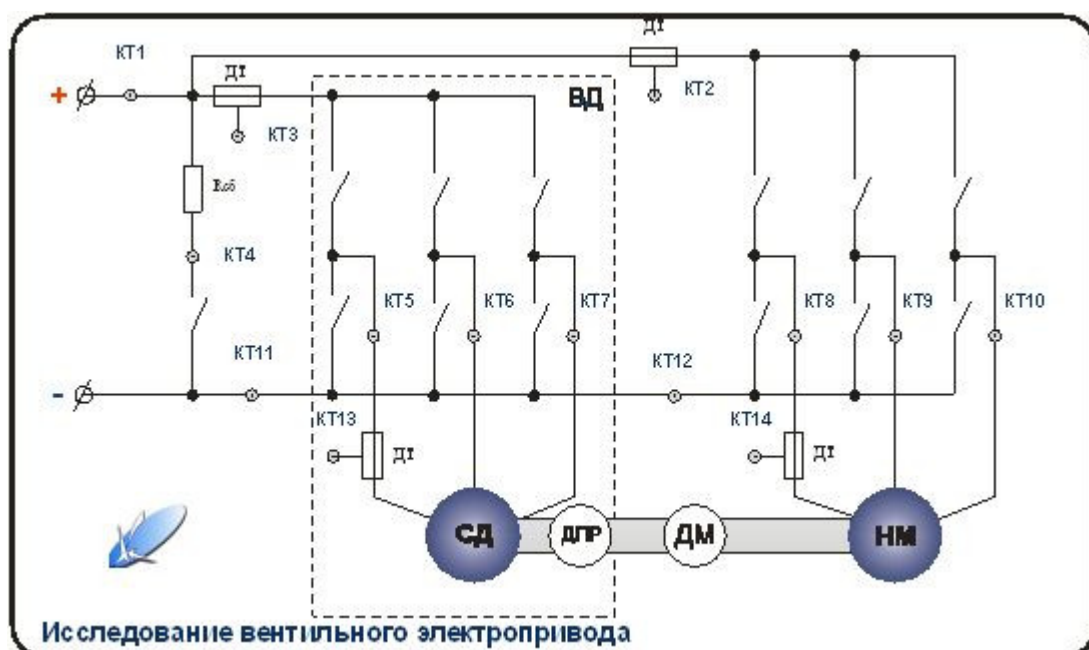 ДТ
КТ1
ДТ
ВД
КТ2
+
КТ3
Rсб
КТ4
КТ5
КТ6
КТ7
КТ8
КТ9
КТ10
КТ11
КТ12
-
КТ13
КТ14
ДТ
ДТ
СД
ДПР
ДМ
НМ
Исследование вентильного электропривода